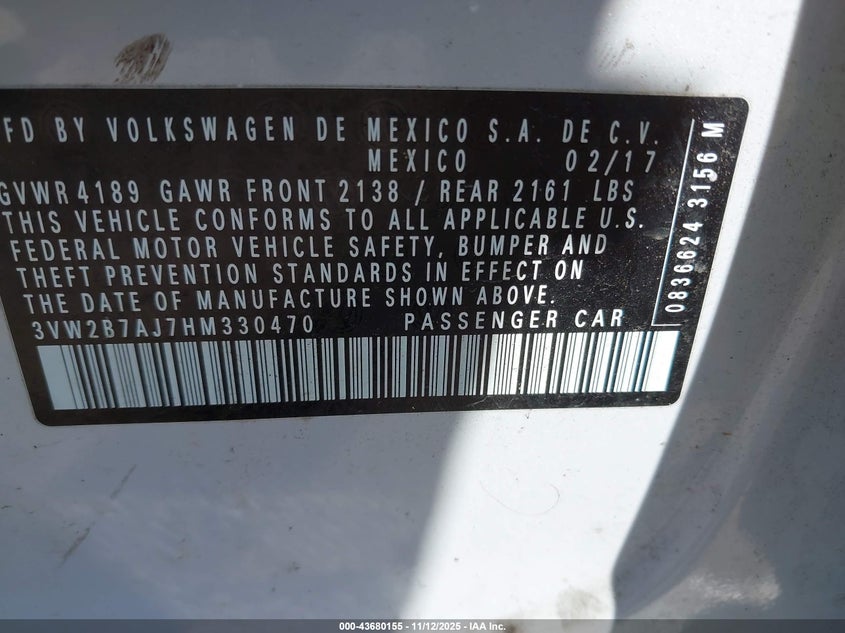 FD BY VOLKSWAGEN DE MEXICO S.A. DE C.V.
MEXICO 02/17
GVWR 4189 GAWR FRONT 2138 / REAR 2161 LBS
THIS VEHICLE CONFORMS TO ALL APPLICABLE U.S.
FEDERAL MOTOR VEHICLE SAFETY, BUMPER AND
THEFT PREVENTION STANDARDS IN EFFECT ON
THE DATE OF MANUFACTURE SHOWN ABOVE.
3VW2B7AJ7HM330470 PASSENGER CAR
0836624 3156 M
000-43680155 - 11/12/2025 - IAA Inc.